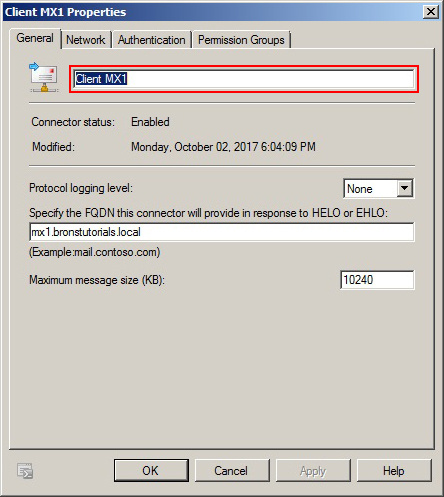 Client MX1 Properties
General Network Authentication Permission Groups
Client MX1
Connector status: Enabled
Modified: Monday, October 02, 2017 6:04:09 PM
Protocol logging level: None
Specify the FQDN this connector will provide in response to HELO or EHLO:
mx1.bronstutorials.local
(Example:mail.contoso.com)
Maximum message size (KB): 10240
OK Cancel Apply Help